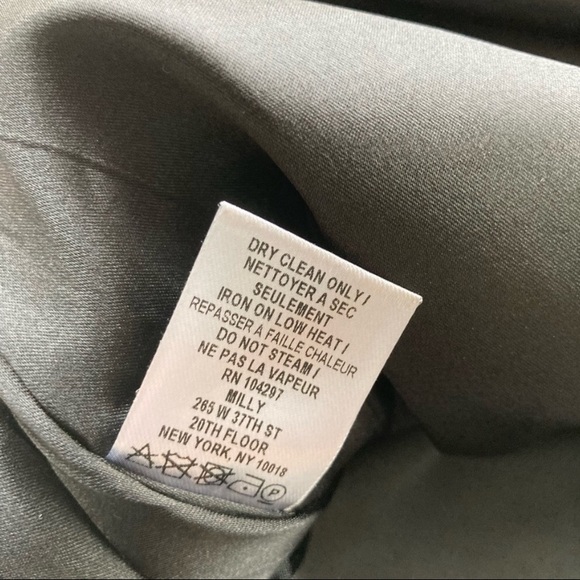 DRY CLEAN ONLY /
NETTOYER A SEC
SEULEMENT
IRON ON LOW HEAT /
REPASSER A FAILLE CHALEUR
DO NOT STEAM /
NE PAS LA VAPEUR
RN 104297
MILLY
265 W 37TH ST
20TH FLOOR
NEW YORK, NY 10018
P